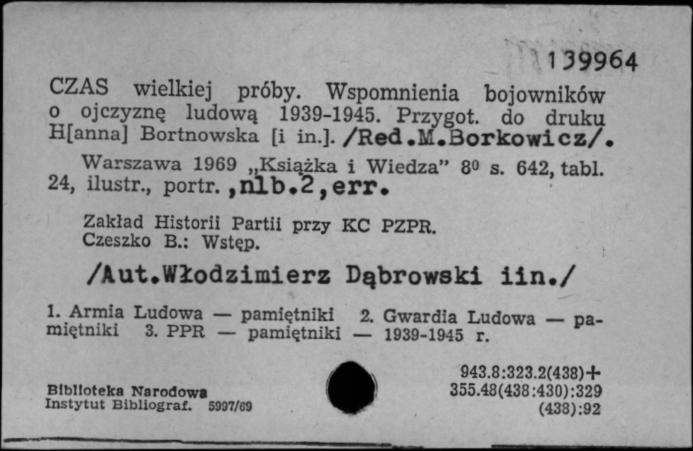 139964
CZAS wielkiej próby. Wspomnienia bojowników
o ojczyznę ludową 1939-1945. Przygot. do druku
H[anna] Bortnowska [i in.]. /Red.M.Borkowicz/.
Warszawa 1969 „Książka i Wiedza” 8⁰ s. 642, tabl.
24, ilustr., portr. ,nlb.2,err.
Zakład Historii Partii przy KC PZPR.
Czeszko B.: Wstęp.
/Aut.Włodzimierz Dąbrowski iin./
1. Armia Ludowa — pamiętniki 2. Gwardia Ludowa — pa-
miętniki 3. PPR — pamiętniki — 1939-1945 r.
943.8:323.2(438)+
Biblioteka Narodowa 355.48(438:430):329
Instytut Bibliograf. 5997/69 (438):92